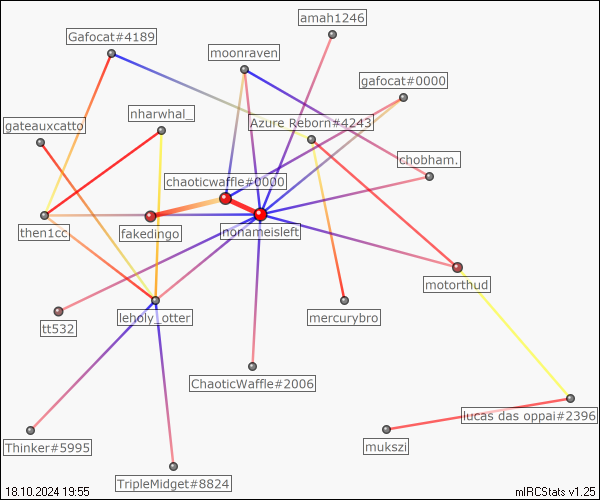 amah1246
Gafocat#4189
moonraven
gafocat#0000
nharwhal_
Azure Reborn#4243
gateauxcatto
chobham.
chaoticwaffle#0000
then1cc
fakedingo
nonameisleft
motorthud
tt532
leholy_otter
mercurybro
ChaoticWaffle#2006
lucas das oppai#2396
Thinker#5995
mukszi
TripleMidget#8824
18.10.2024 19:55
mIRCStats v1.25